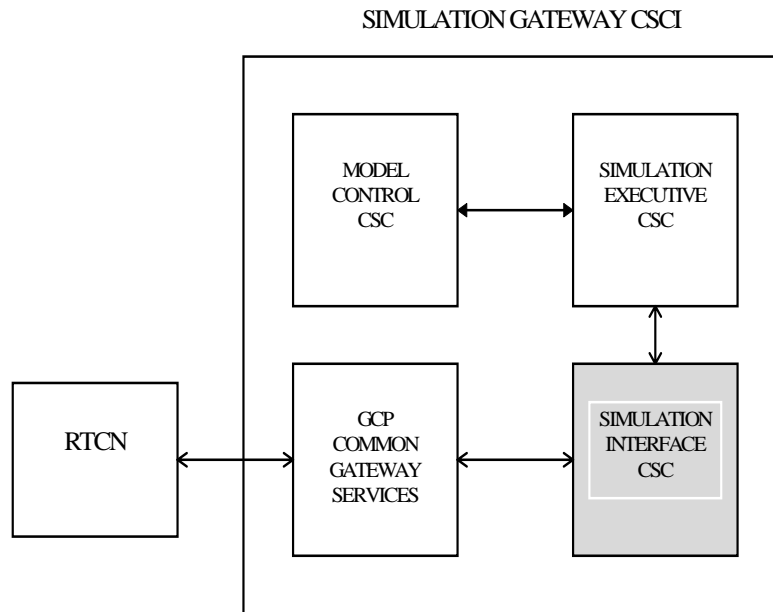 SIMULATION GATEWAY CSCI
MODEL
CONTROL
CSC
SIMULATION
EXECUTIVE
CSC
RTCN
GCP
COMMON
GATEWAY
SERVICES
SIMULATION
INTERFACE
CSC